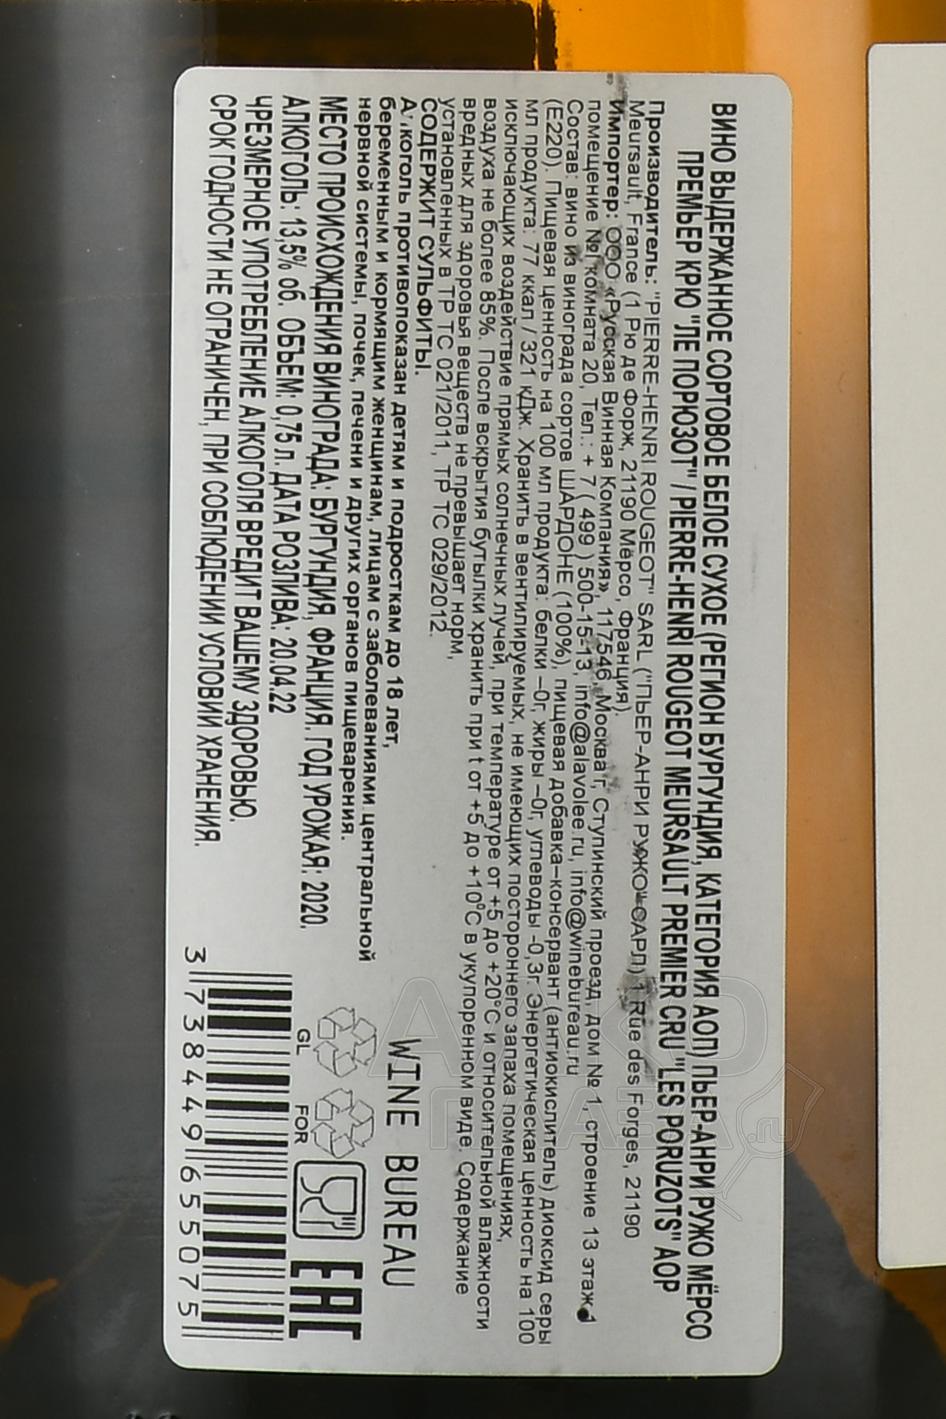 ВИНО ВЫДЕРЖАННОЕ СОРТОВОЕ БЕЛОЕ СУХОЕ (РЕГИОН БУРГУНДИЯ, КАТЕГОРИЯ АОП) ПЬЕР-АНРИ РУЖО МЁРСО
ПРЕМЬЕР КРЮ "ЛЕ ПОРЮЗОТ" / PIERRE-HENRI ROUGEOT MEURSAULT PREMIER CRU "LES PORUZOTS" AOP
Производитель: "PIERRE-HENRI ROUGEOT" SARL ("ПЬЕР-АНРИ РУЖО" САРЛ) 1 Rue des Forges, 21190
Meursault, France (1 Рю де Форж, 21190 Мёрсо, Франция).
Импортер: ООО «Русская Винная Компания», 117546, Москва г, Ступинский проезд, дом № 1, строение 13 этаж 1
помещение № комната 20, Тел.: + 7 ( 499 ) 500-15-13, info@alavolee.ru, info@winebureau.ru
Состав: вино из винограда сортов ШАРДОНЕ (100%), пищевая добавка–консервант (антиокислитель) диоксид серы
(Е220). Пищевая ценность на 100 мл продукта: белки –0г, жиры –0г, углеводы -0,3г. Энергетическая ценность на 100
мл продукта: 77 ккал / 321 кДж. Хранить в вентилируемых, не имеющих постороннего запаха помещениях,
исключающих воздействие прямых солнечных лучей, при температуре от +5 до +20°С и относительной влажности
воздуха не более 85%. После вскрытия бутылки хранить при t от +5 до +10°С в укупоренном виде. Содержание
вредных для здоровья веществ не превышает норм,
установленных в ТР ТС 021/2011, ТР ТС 029/2012.
СОДЕРЖИТ СУЛЬФИТЫ.
Алкоголь противопоказан детям и подросткам до 18 лет,
беременным и кормящим женщинам, лицам с заболеваниями центральной
нервной системы, почек, печени и других органов пищеварения.
МЕСТО ПРОИСХОЖДЕНИЯ ВИНОГРАДА: БУРГУНДИЯ, ФРАНЦИЯ. ГОД УРОЖАЯ: 2020.
АЛКОГОЛЬ: 13,5% об. ОБЪЕМ: 0,75 л. ДАТА РОЗЛИВА: 20.04.22
ЧРЕЗМЕРНОЕ УПОТРЕБЛЕНИЕ АЛКОГОЛЯ ВРЕДИТ ВАШЕМУ ЗДОРОВЬЮ.
СРОК ГОДНОСТИ НЕ ОГРАНИЧЕН, ПРИ СОБЛЮДЕНИИ УСЛОВИЙ ХРАНЕНИЯ.
WINE BUREAU
GL FOR
EAC
3 738449 655075
АЛКО
ПЛАЗА.ru